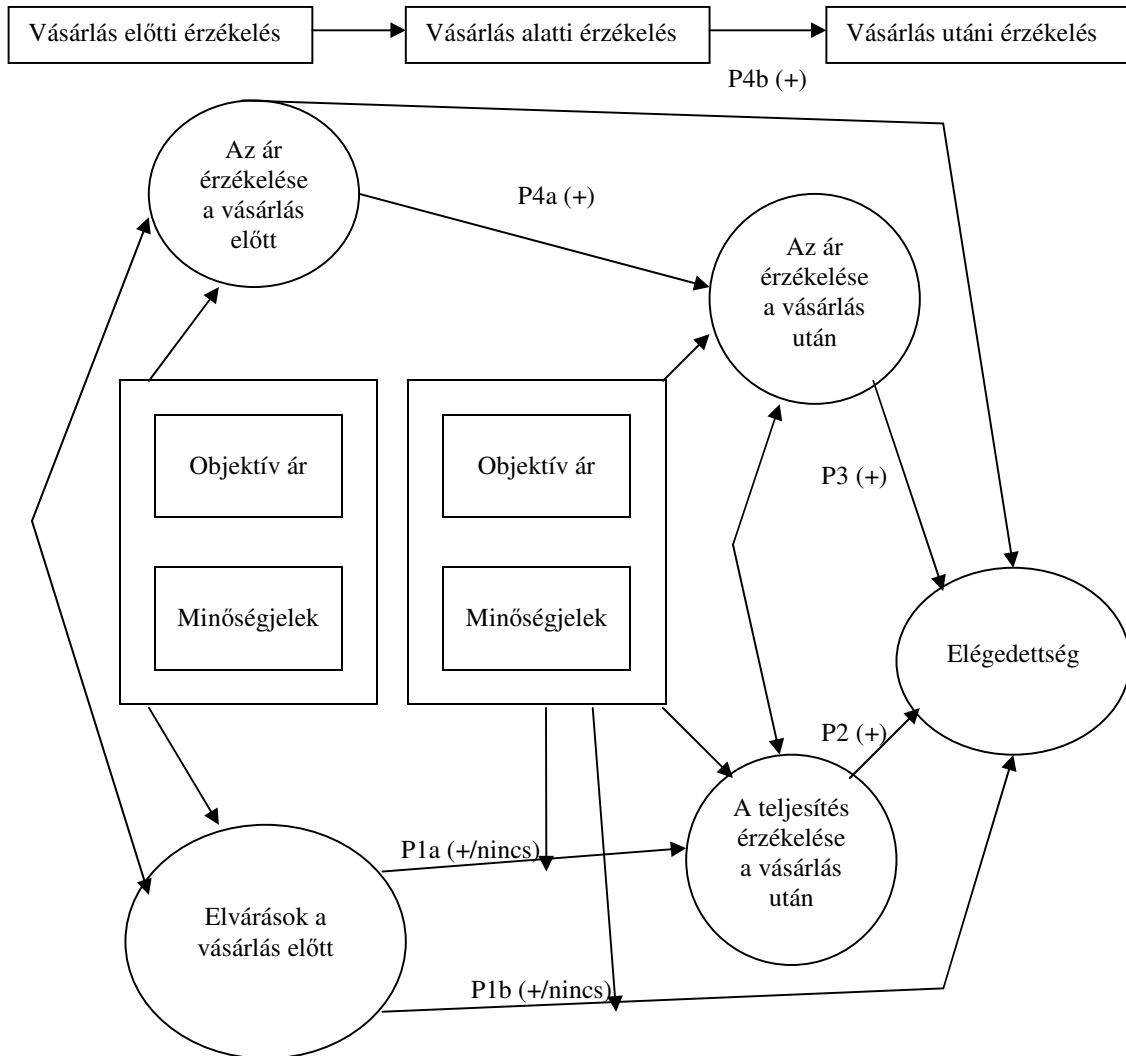 Vásárlás előtti érzékelés
Vásárlás alatti érzékelés
Vásárlás utáni érzékelés
P4b (+)
Az ár
érzékelése
a vásárlás
előtt
P4a (+)
Az ár
érzékelése
a vásárlás
után
Objektív ár
Objektív ár
P3 (+)
Minőségjelek
Minőségjelek
Elégedettség
P2 (+)
A teljesítés
érzékelése
a vásárlás
után
P1a (+/nincs)
Elvárások a
vásárlás előtt
P1b (+/nincs)